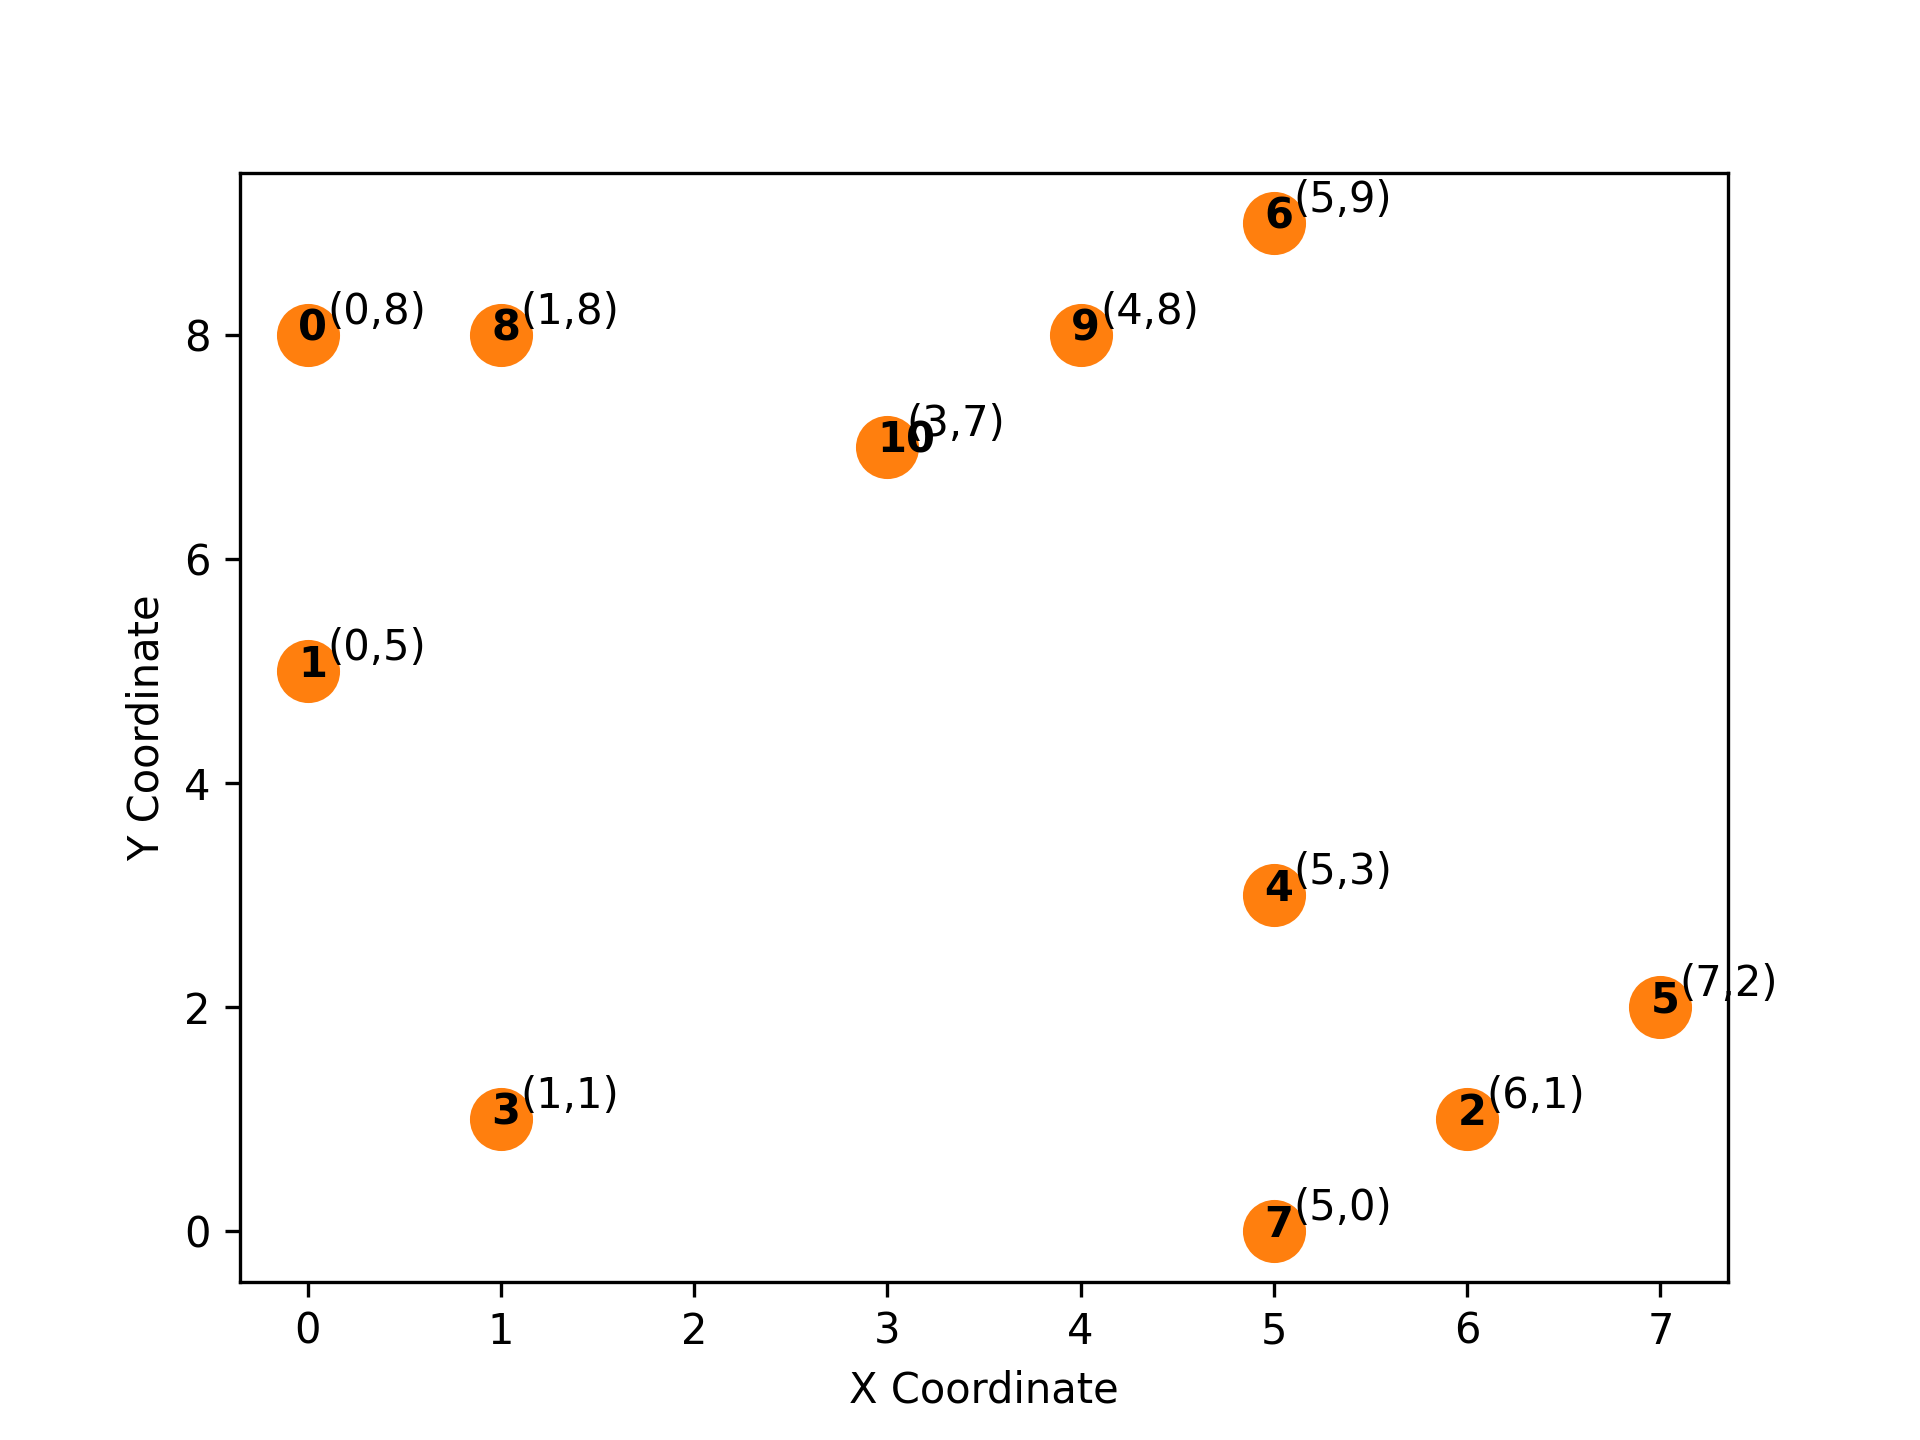 6 (5,9)
0 (0,8) 8 (1,8) 9 (4,8)
8
10 (3,7)
6
1 (0,5)
Y Coordinate
4
4 (5,3)
5 (7,2)
2
3 (1,1) 2 (6,1)
7 (5,0)
0
0 1 2 3 4 5 6 7
X Coordinate